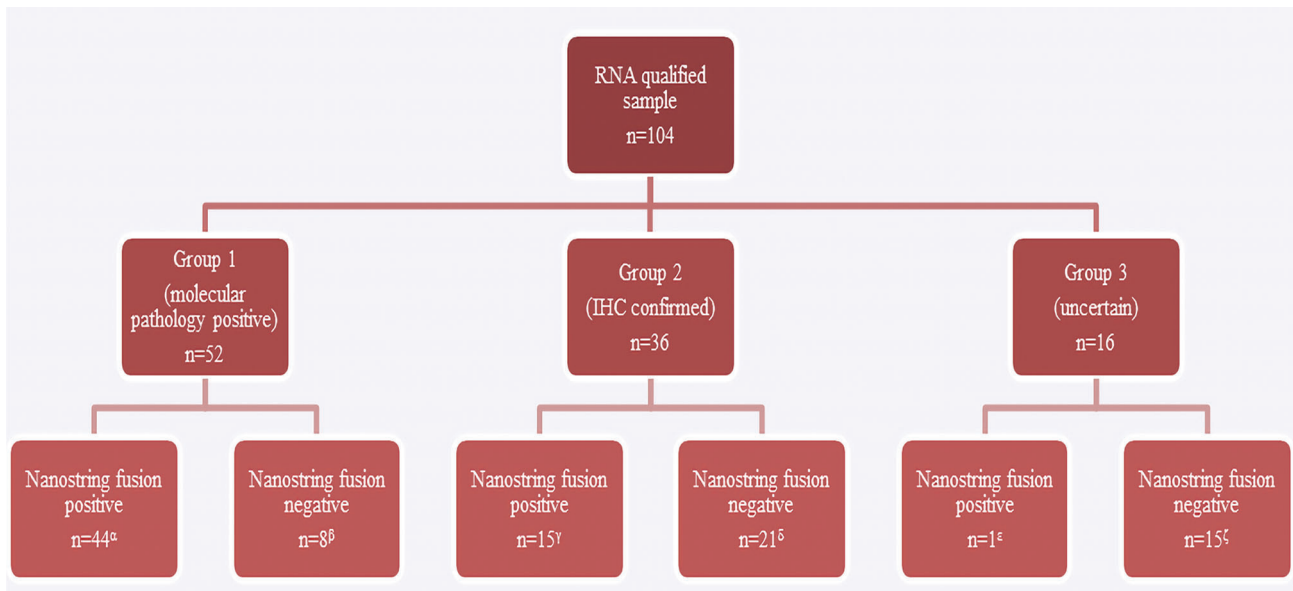 RNA qualified
sample
n=104
Group 1
(molecular
pathology positive)
n=52
Group 2
(IHC confirmed)
n=36
Group 3
(uncertain)
n=16
Nanostring fusion
positive
n=44ᵅ
Nanostring fusion
negative
n=8ᵝ
Nanostring fusion
positive
n=15ᵞ
Nanostring fusion
negative
n=21ᵟ
Nanostring fusion
positive
n=1ᵋ
Nanostring fusion
negative
n=15ζ